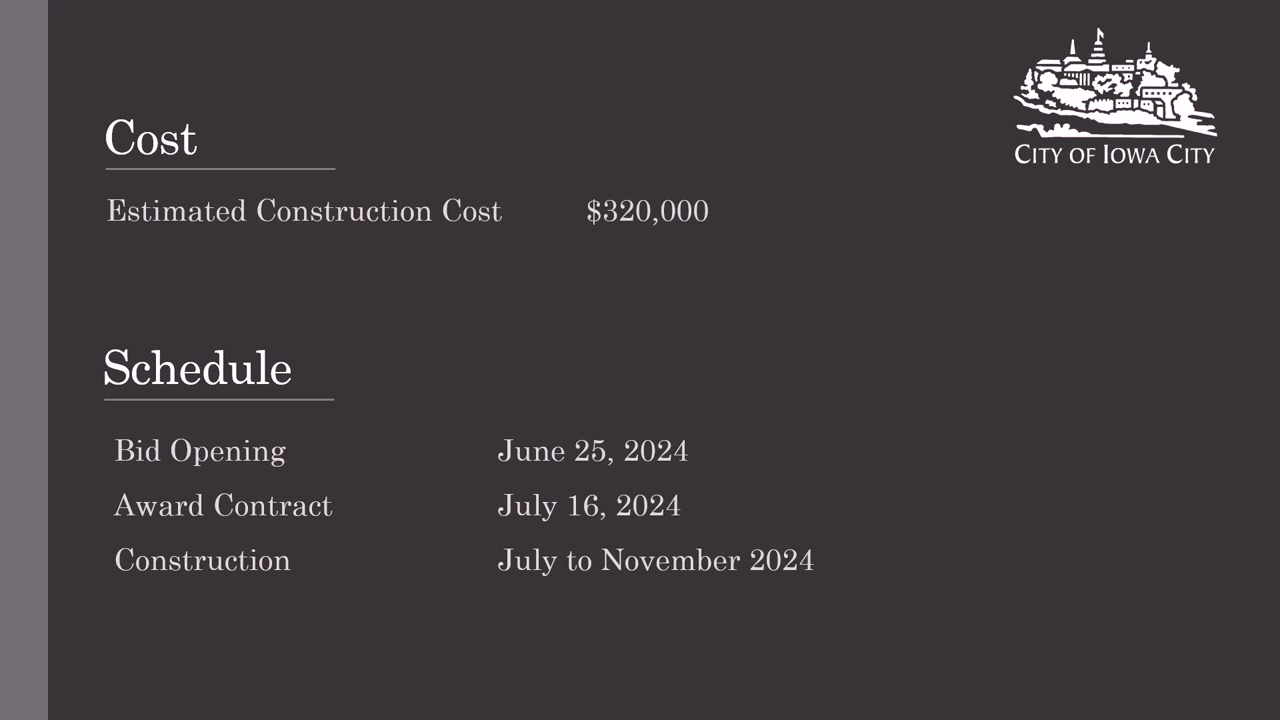 CITY OF IOWA CITY
Cost
Estimated Construction Cost $320,000
Schedule
Bid Opening June 25, 2024
Award Contract July 16, 2024
Construction July to November 2024